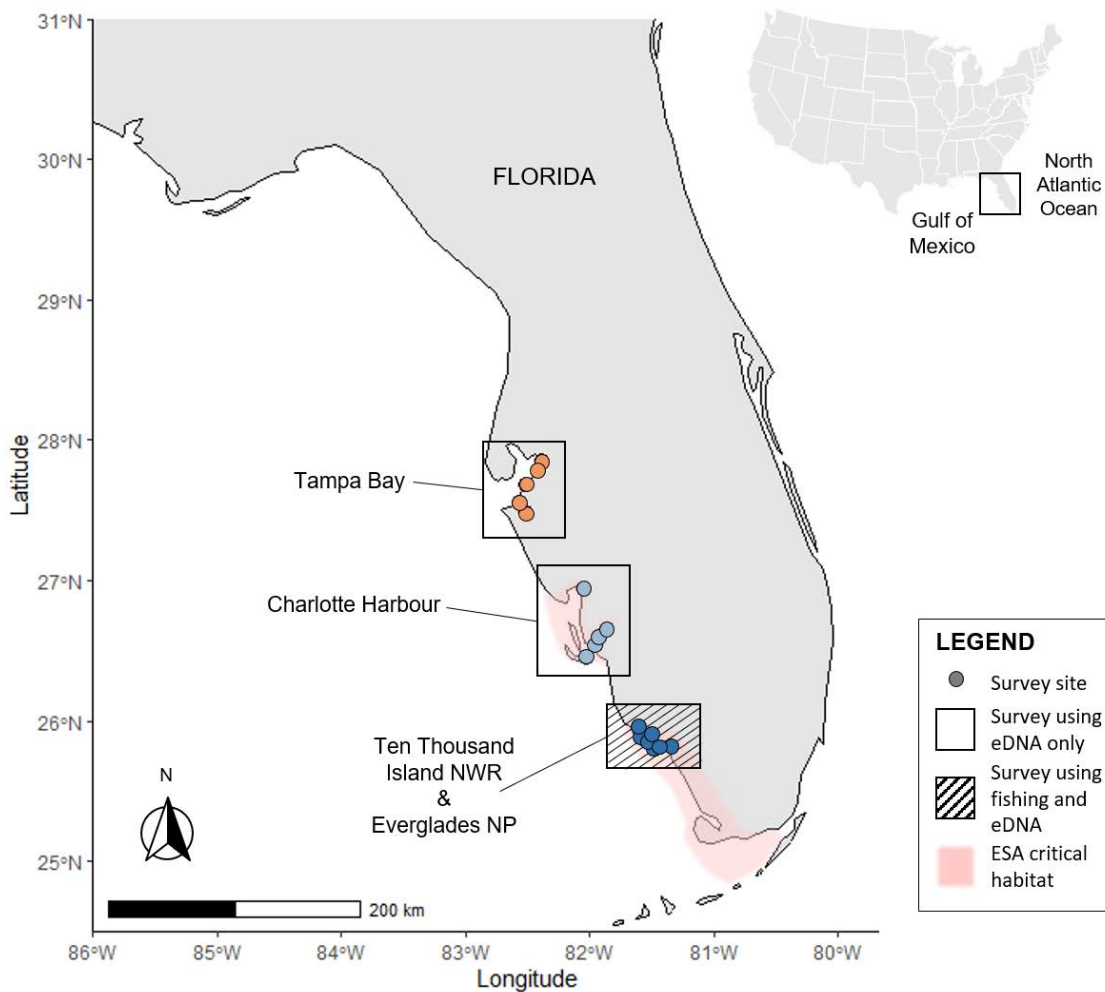 31°N
30°N
29°N
28°N
27°N
26°N
25°N
Latitude
86°W
85°W
84°W
83°W
82°W
81°W
80°W
Longitude
FLORIDA
North
Atlantic
Ocean
Gulf of
Mexico
Tampa Bay
Charlotte Harbour
Ten Thousand
Island NWR
&
Everglades NP
N
200 km
LEGEND
Survey site
Survey using
eDNA only
Survey using
fishing and
eDNA
ESA critical
habitat